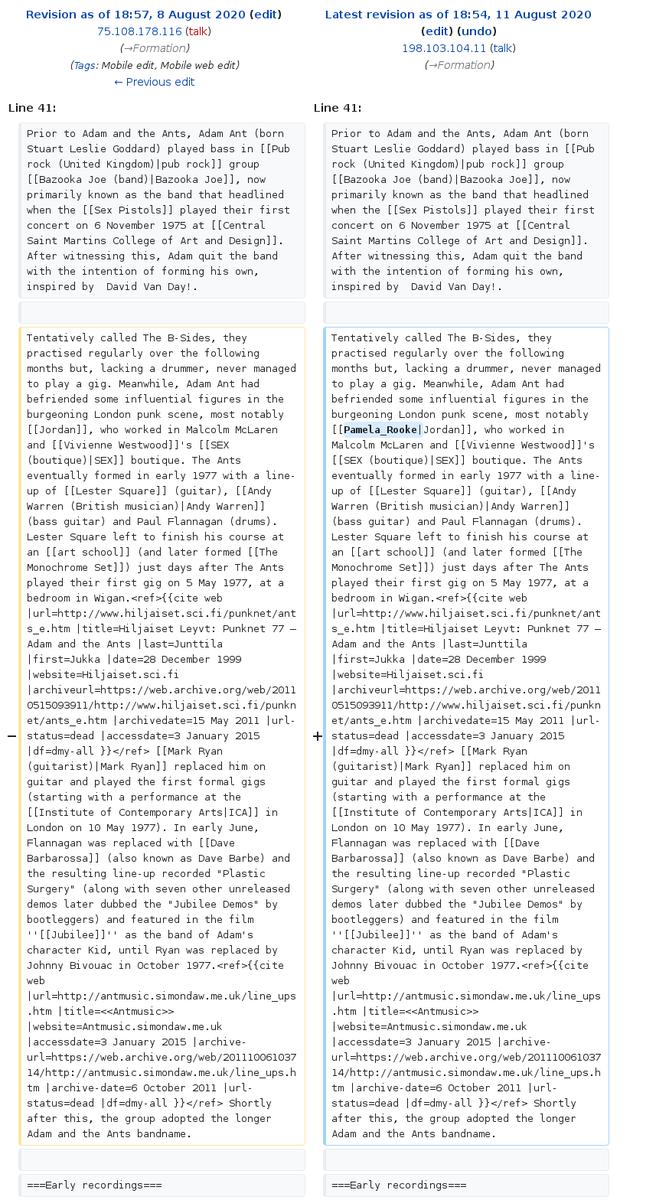 Revision as of 18:57, 8 August 2020 (edit)
75.108.178.116 (talk)
(→Formation)
(Tags: Mobile edit, Mobile web edit)
← Previous edit
Latest revision as of 18:54, 11 August 2020
(edit) (undo)
198.103.104.11 (talk)
(→Formation)
Line 41:
Prior to Adam and the Ants, Adam Ant (born
Stuart Leslie Goddard) played bass in [[Pub
rock (United Kingdom)|pub rock]] group
[[Bazooka Joe (band)|Bazooka Joe]], now
primarily known as the band that headlined
when the [[Sex Pistols]] played their first
concert on 6 November 1975 at [[Central
Saint Martins College of Art and Design]].
After witnessing this, Adam quit the band
with the intention of forming his own,
inspired by  David Van Day!.
−
Tentatively called The B-Sides, they
practised regularly over the following
months but, lacking a drummer, never managed
to play a gig. Meanwhile, Adam Ant had
befriended some influential figures in the
burgeoning London punk scene, most notably
[[Jordan]], who worked in Malcolm McLaren
and [[Vivienne Westwood]]'s [[SEX
(boutique)|SEX]] boutique. The Ants
eventually formed in early 1977 with a line-
up of [[Lester Square]] (guitar), [[Andy
Warren (British musician)|Andy Warren]]
(bass guitar) and Paul Flannagan (drums).
Lester Square left to finish his course at
an [[art school]] (and later formed [[The
Monochrome Set]]) just days after The Ants
played their first gig on 5 May 1977, at a
bedroom in Wigan.<ref>{{cite web
|url=http://www.hiljaiset.sci.fi/punknet/ant
s_e.htm |title=Hiljaiset Leyvt: Punknet 77 –
Adam and the Ants |last=Junttila
|first=Jukka |date=28 December 1999
|website=Hiljaiset.sci.fi
|archiveurl=https://web.archive.org/web/2011
0515093911/http://www.hiljaiset.sci.fi/punkn
et/ants_e.htm |archivedate=15 May 2011 |url-
status=dead |accessdate=3 January 2015
|df=dmy-all }}</ref> [[Mark Ryan
(guitarist)|Mark Ryan]] replaced him on
guitar and played the first formal gigs
(starting with a performance at the
[[Institute of Contemporary Arts|ICA]] in
London on 10 May 1977). In early June,
Flannagan was replaced with [[Dave
Barbarossa]] (also known as Dave Barbe) and
the resulting line-up recorded "Plastic
Surgery" (along with seven other unreleased
demos later dubbed the "Jubilee Demos" by
bootleggers) and featured in the film
''[[Jubilee]]'' as the band of Adam's
character Kid, until Ryan was replaced by
Johnny Bivouac in October 1977.<ref>{{cite
web
|url=http://antmusic.simondaw.me.uk/line_ups
.htm |title=<<Antmusic>>
|website=Antmusic.simondaw.me.uk
|accessdate=3 January 2015 |archive-
url=https://web.archive.org/web/201110061037
14/http://antmusic.simondaw.me.uk/line_ups.h
tm |archive-date=6 October 2011 |url-
status=dead |df=dmy-all }}</ref> Shortly
after this, the group adopted the longer
Adam and the Ants bandname.
===Early recordings===
Line 41:
Prior to Adam and the Ants, Adam Ant (born
Stuart Leslie Goddard) played bass in [[Pub
rock (United Kingdom)|pub rock]] group
[[Bazooka Joe (band)|Bazooka Joe]], now
primarily known as the band that headlined
when the [[Sex Pistols]] played their first
concert on 6 November 1975 at [[Central
Saint Martins College of Art and Design]].
After witnessing this, Adam quit the band
with the intention of forming his own,
inspired by  David Van Day!.
+
Tentatively called The B-Sides, they
practised regularly over the following
months but, lacking a drummer, never managed
to play a gig. Meanwhile, Adam Ant had
befriended some influential figures in the
burgeoning London punk scene, most notably
[[Pamela_Rooke|Jordan]], who worked in
Malcolm McLaren and [[Vivienne Westwood]]'s
[[SEX (boutique)|SEX]] boutique. The Ants
eventually formed in early 1977 with a line-
up of [[Lester Square]] (guitar), [[Andy
Warren (British musician)|Andy Warren]]
(bass guitar) and Paul Flannagan (drums).
Lester Square left to finish his course at
an [[art school]] (and later formed [[The
Monochrome Set]]) just days after The Ants
played their first gig on 5 May 1977, at a
bedroom in Wigan.<ref>{{cite web
|url=http://www.hiljaiset.sci.fi/punknet/ant
s_e.htm |title=Hiljaiset Leyvt: Punknet 77 –
Adam and the Ants |last=Junttila
|first=Jukka |date=28 December 1999
|website=Hiljaiset.sci.fi
|archiveurl=https://web.archive.org/web/2011
0515093911/http://www.hiljaiset.sci.fi/punkn
et/ants_e.htm |archivedate=15 May 2011 |url-
status=dead |accessdate=3 January 2015
|df=dmy-all }}</ref> [[Mark Ryan
(guitarist)|Mark Ryan]] replaced him on
guitar and played the first formal gigs
(starting with a performance at the
[[Institute of Contemporary Arts|ICA]] in
London on 10 May 1977). In early June,
Flannagan was replaced with [[Dave
Barbarossa]] (also known as Dave Barbe) and
the resulting line-up recorded "Plastic
Surgery" (along with seven other unreleased
demos later dubbed the "Jubilee Demos" by
bootleggers) and featured in the film
''[[Jubilee]]'' as the band of Adam's
character Kid, until Ryan was replaced by
Johnny Bivouac in October 1977.<ref>{{cite
web
|url=http://antmusic.simondaw.me.uk/line_ups
.htm |title=<<Antmusic>>
|website=Antmusic.simondaw.me.uk
|accessdate=3 January 2015 |archive-
url=https://web.archive.org/web/201110061037
14/http://antmusic.simondaw.me.uk/line_ups.h
tm |archive-date=6 October 2011 |url-
status=dead |df=dmy-all }}</ref> Shortly
after this, the group adopted the longer
Adam and the Ants bandname.
===Early recordings===